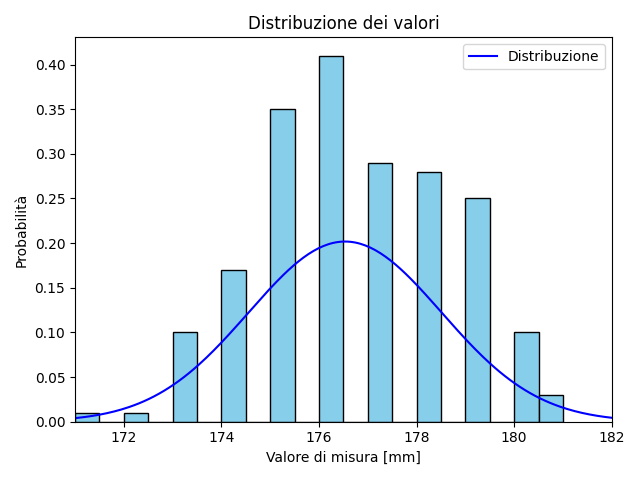 Distribuzione dei valori
Distribuzione
0.40
0.35
0.30
0.25
0.20
0.15
0.10
0.05
0.00
Probabilità
172 174 176 178 180 182
Valore di misura [mm]